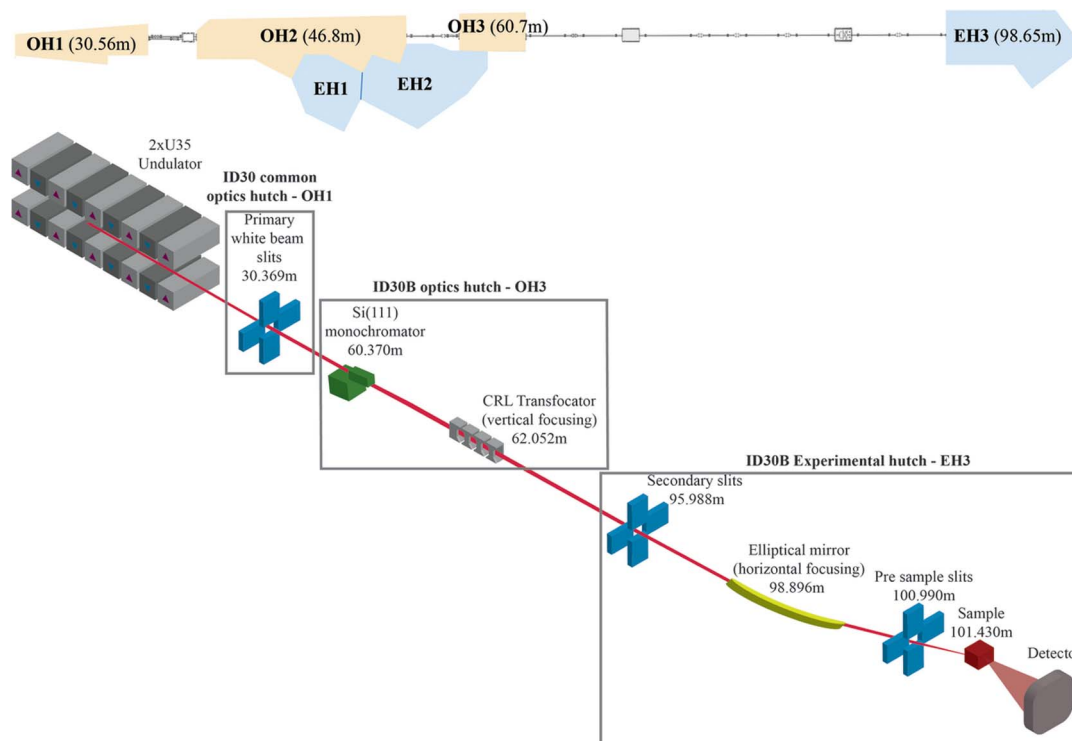 OH1 (30.56m)
OH2 (46.8m)
OH3 (60.7m)
EH3 (98.65m)
EH1
EH2
2xU35
Undulator
ID30 common
optics hutch - OH1
Primary
white beam
slits
30.369m
ID30B optics hutch - OH3
Si(111)
monochromator
60.370m
CRL Transfocator
(vertical focusing)
62.052m
ID30B Experimental hutch - EH3
Secondary slits
95.988m
Elliptical mirror
(horizontal focusing)
98.896m
Pre sample slits
100.990m
Sample
101.430m
Detecto